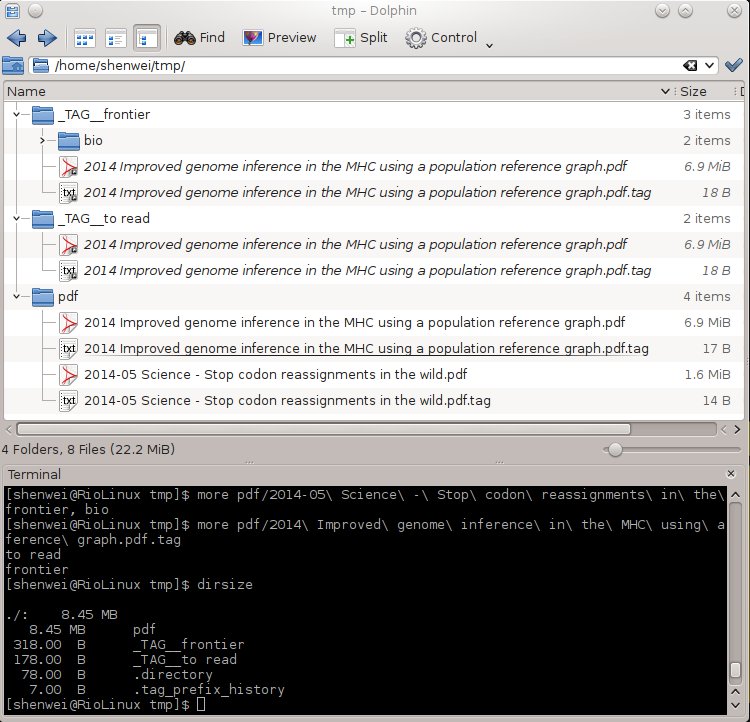 tmp – Dolphin
Find Preview Split Control
/home/shenwei/tmp/
Name Size D
_TAG__frontier 3 items
bio 2 items
2014 Improved genome inference in the MHC using a population reference graph.pdf 6.9 MiB
txt 2014 Improved genome inference in the MHC using a population reference graph.pdf.tag 18 B
_TAG__to read 2 items
2014 Improved genome inference in the MHC using a population reference graph.pdf 6.9 MiB
txt 2014 Improved genome inference in the MHC using a population reference graph.pdf.tag 18 B
pdf 4 items
2014 Improved genome inference in the MHC using a population reference graph.pdf 6.9 MiB
txt 2014 Improved genome inference in the MHC using a population reference graph.pdf.tag 17 B
2014-05 Science - Stop codon reassignments in the wild.pdf 1.6 MiB
txt 2014-05 Science - Stop codon reassignments in the wild.pdf.tag 14 B
4 Folders, 8 Files (22.2 MiB)
Terminal
[shenwei@RioLinux tmp]$ more pdf/2014-05\ Science\ -\ Stop\ codon\ reassignments\ in\ the\
frontier, bio
[shenwei@RioLinux tmp]$ more pdf/2014\ Improved\ genome\ inference\ in\ the\ MHC\ using\ a
ference\ graph.pdf.tag
to read
frontier
[shenwei@RioLinux tmp]$ dirsize
./: 8.45 MB
8.45 MB pdf
318.00 B _TAG__frontier
178.00 B _TAG__to read
78.00 B .directory
7.00 B .tag_prefix_history
[shenwei@RioLinux tmp]$